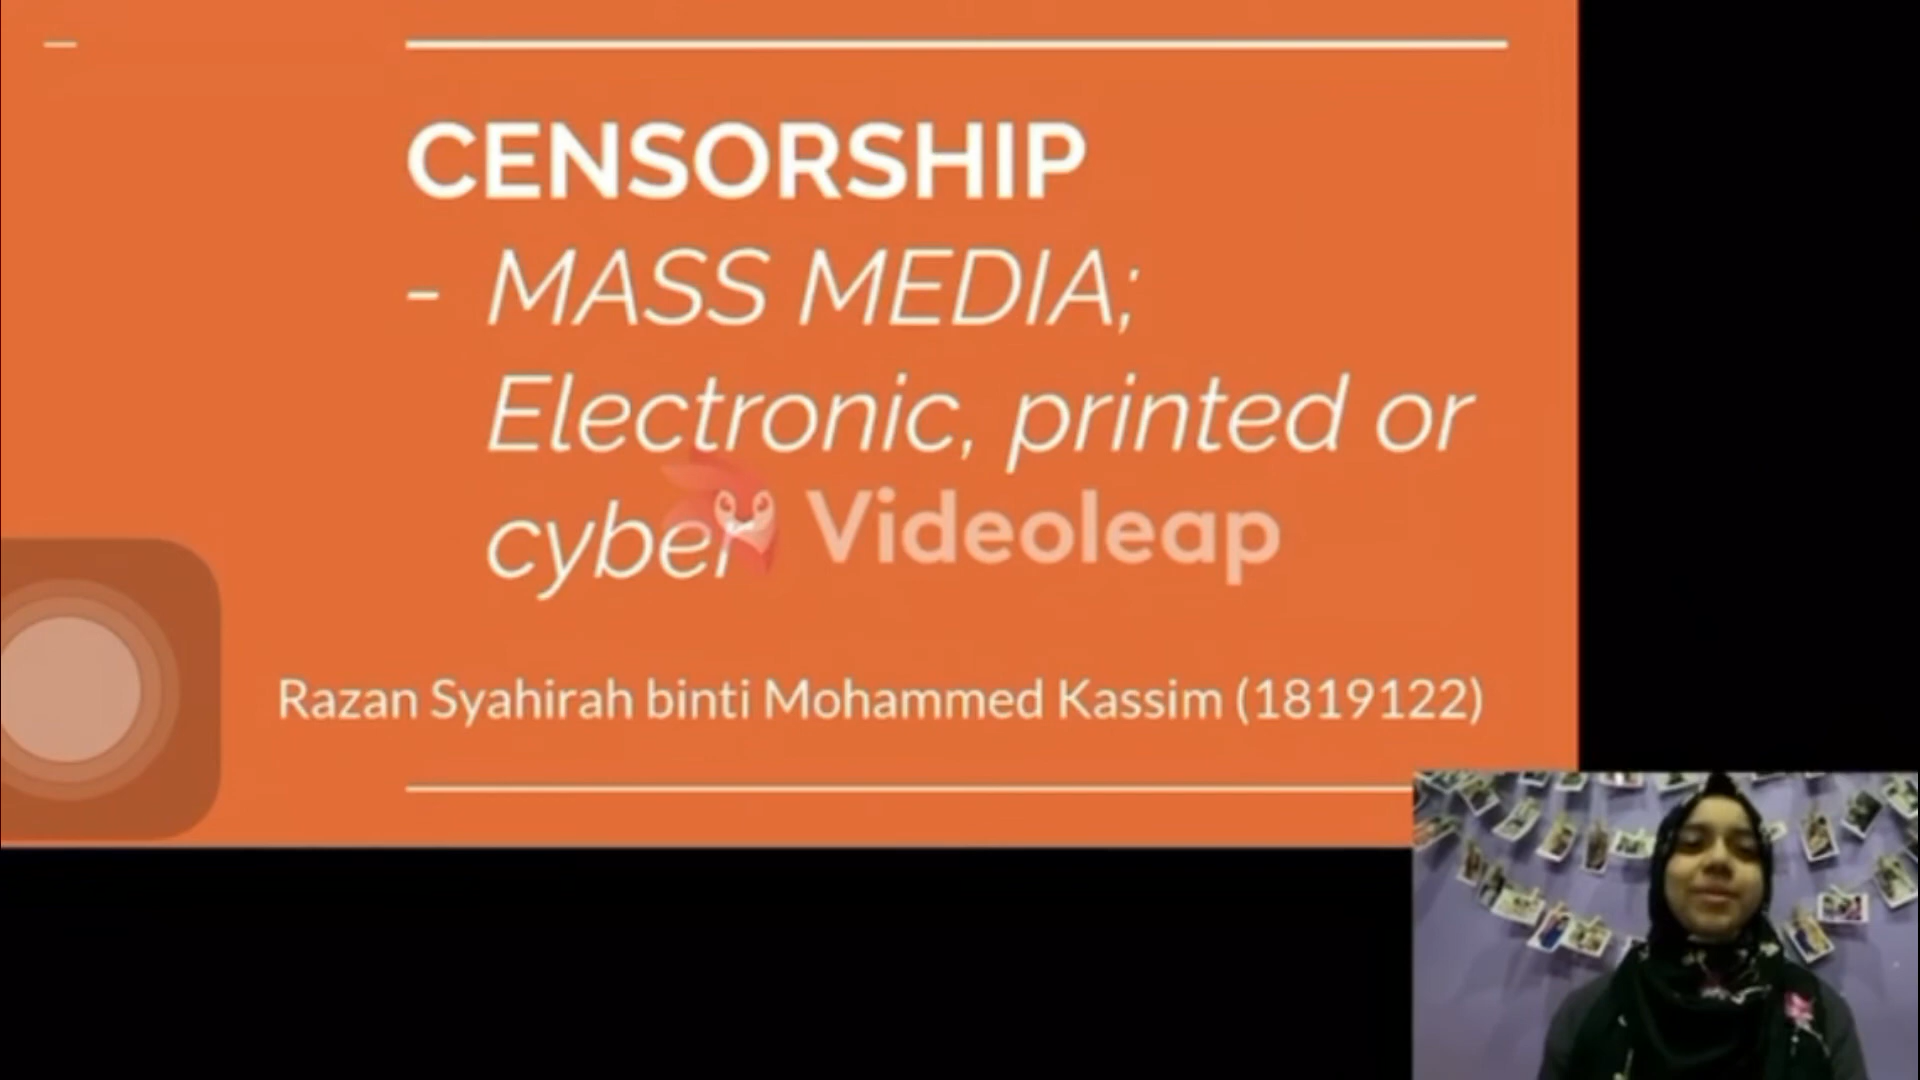 CENSORSHIP
- MASS MEDIA;
Electronic, printed or
cyber
Videoleap
Razan Syahirah binti Mohammed Kassim (1819122)